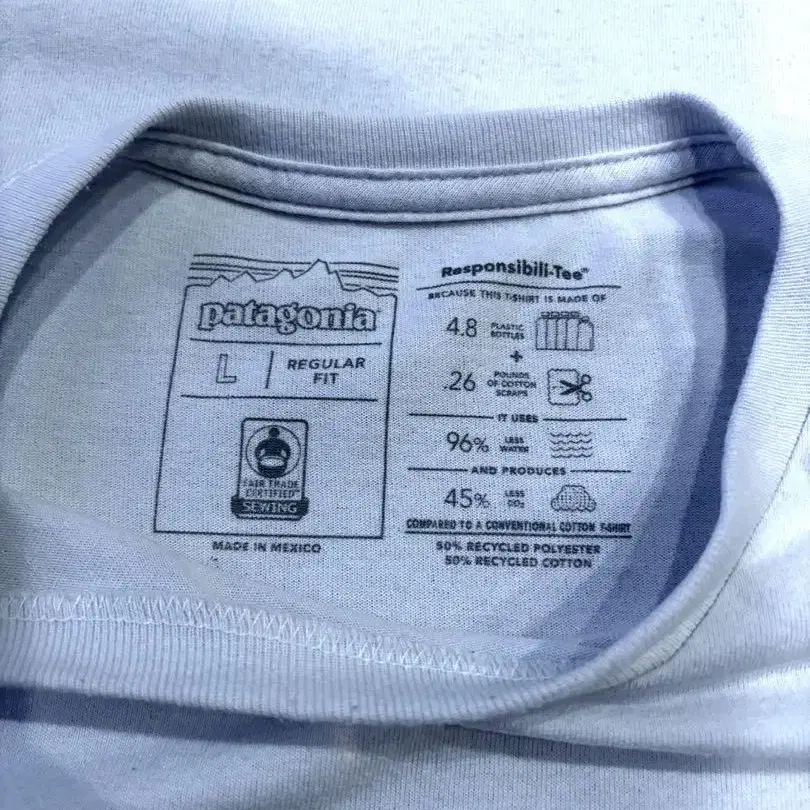 patagonia
L
REGULAR
FIT
FAIR TRADE
CERTIFIED™
SEWING
MADE IN MEXICO
Responsibili-Tee®
BECAUSE THIS T-SHIRT IS MADE OF
4.8 PLASTIC
BOTTLES
+
.26 POUNDS
OF COTTON
SCRAPS
IT USES
96% LESS
WATER
AND PRODUCES
45% LESS
CO₂
COMPARED TO A CONVENTIONAL COTTON T-SHIRT
50% RECYCLED POLYESTER
50% RECYCLED COTTON